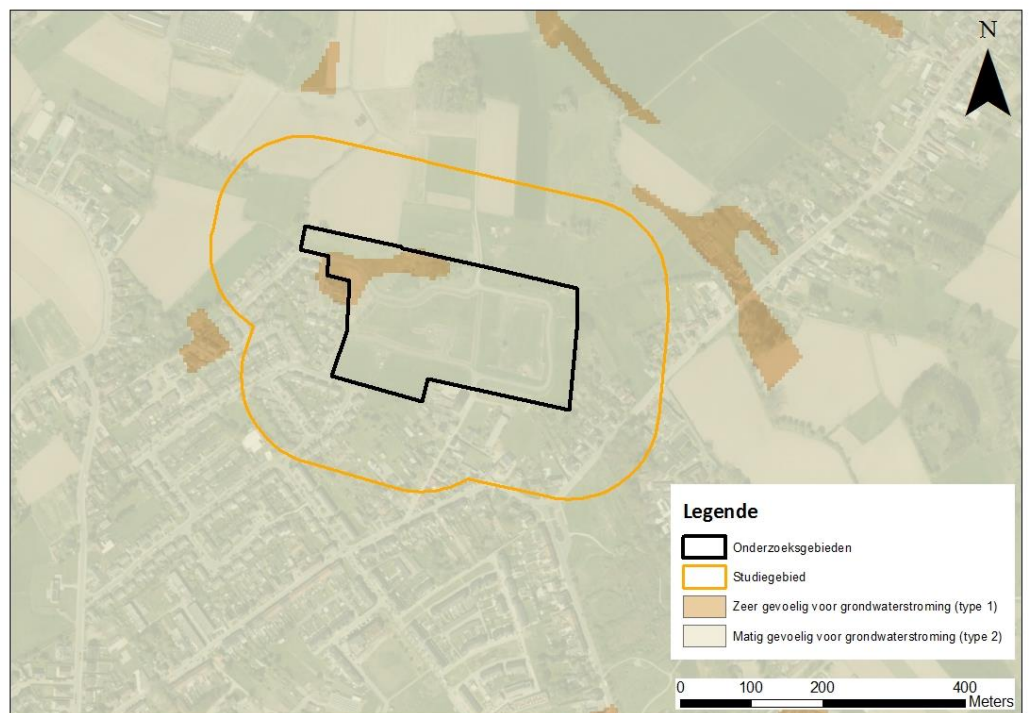 N
Legende
Onderzoeksgebieden
Studiegebied
Zeer gevoelig voor grondwaterstroming (type 1)
Matig gevoelig voor grondwaterstroming (type 2)
0 100 200 400
Meters